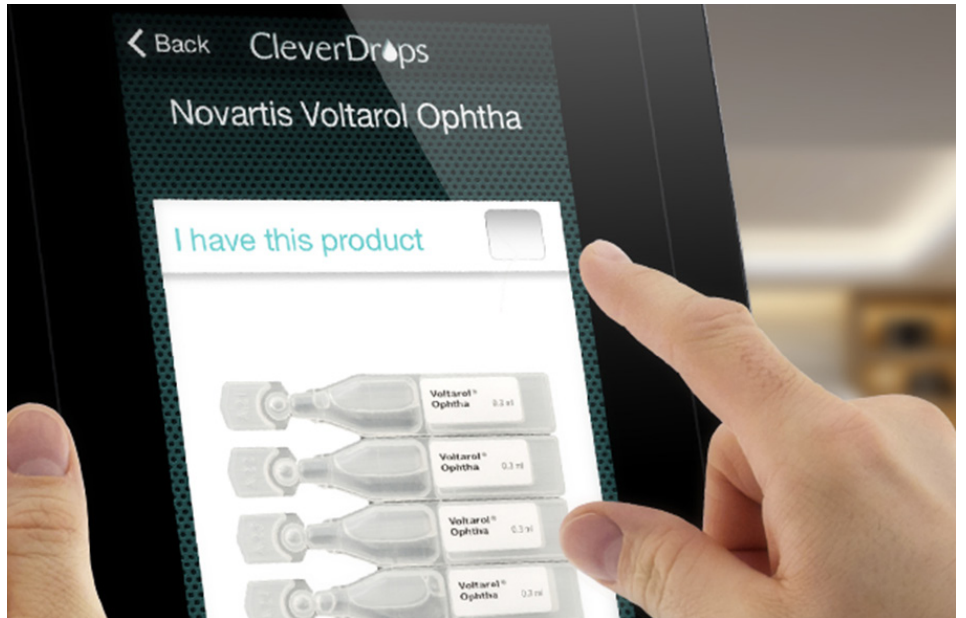 Back
CleverDrops
Novartis Voltarol Ophtha
I have this product
Voltarol®
Ophtha 0.3 ml
Voltarol®
Ophtha 0.3 ml
Voltarol®
Ophtha 0.3 ml
Voltarol®
Ophtha 0.3 ml